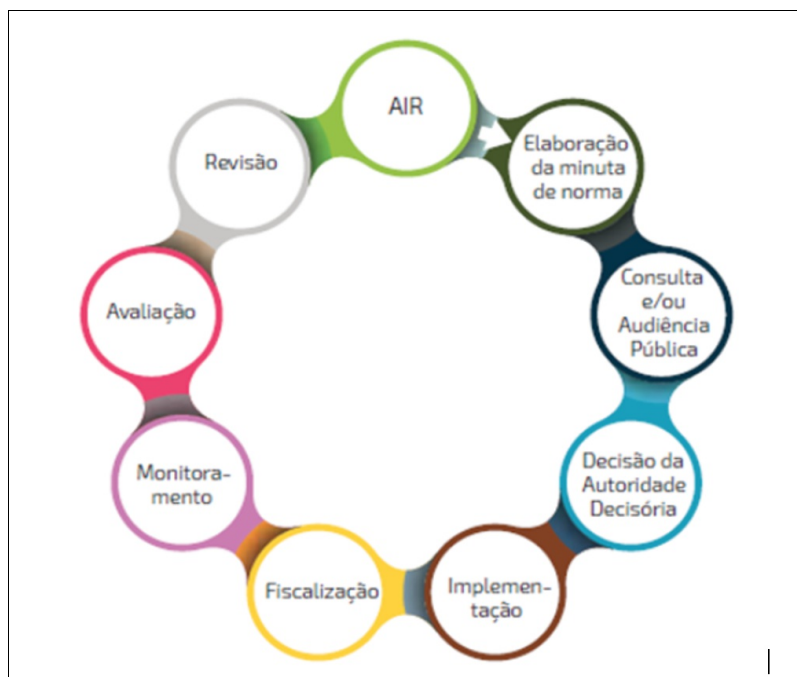 AIR
Elaboração
da minuta
de norma
Consulta
e/ou
Audiência
Pública
Decisão da
Autoridade
Decisória
Implemen-
tação
Fiscalização
Monitora-
mento
Avaliação
Revisão